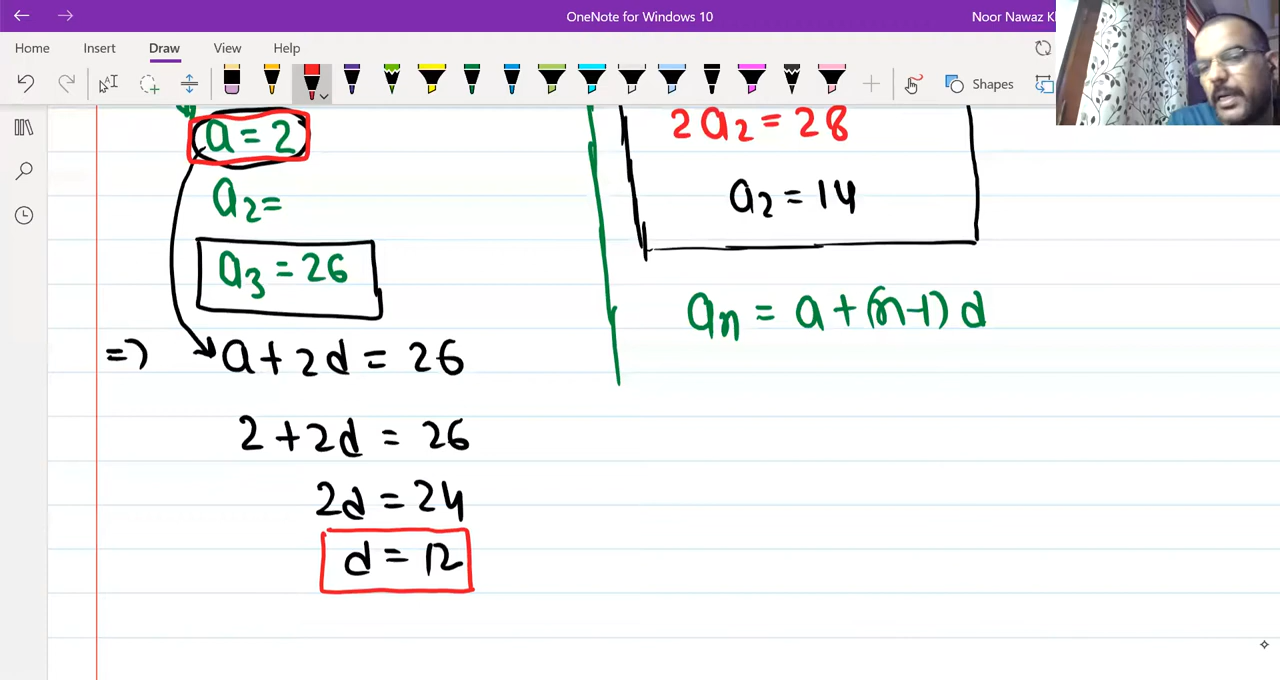 OneNote for Windows 10
Noor Nawaz Kh
Home Insert Draw View Help
Shapes
a = 2
a2 =
a3 = 26
=) a + 2d = 26
2 + 2d = 26
2d = 24
d = 12
2a2 = 28
a2 = 14
an = a + (n-1) d